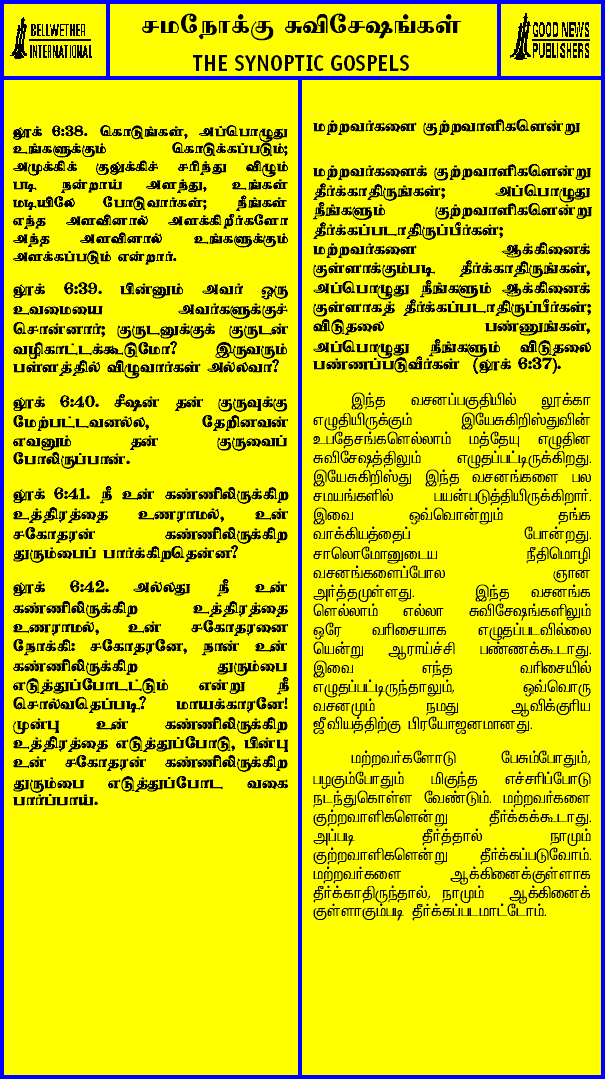 BELLWETHER
INTERNATIONAL
சமநோக்கு சுவிசேஷங்கள்
THE SYNOPTIC GOSPELS
GOOD NEWS
PUBLISHERS
லூக் 6:38. கொடுங்கள், அப்பொழுது
உங்களுக்கும் கொடுக்கப்படும்;
அமுக்கிக் குலுக்கிச் சரிந்து விழும்
படி நன்றாய் அளந்து, உங்கள்
மடியிலே போடுவார்கள்; நீங்கள்
எந்த அளவினால் அளக்கிறீர்களோ
அந்த அளவினால் உங்களுக்கும்
அளக்கப்படும் என்றார்.
லூக் 6:39. பின்னும் அவர் ஒரு
உவமையை அவர்களுக்குச்
சொன்னார்; குருடனுக்குக் குருடன்
வழிகாட்டக்கூடுமோ? இருவரும்
பள்ளத்தில் விழுவார்கள் அல்லவா?
லூக் 6:40. சீஷன் தன் குருவுக்கு
மேற்பட்டவனல்ல, தேறினவன்
எவனும் தன் குருவைப்
போலிருப்பான்.
லூக் 6:41. நீ உன் கண்ணிலிருக்கிற
உத்திரத்தை உணராமல், உன்
சகோதரன் கண்ணிலிருக்கிற
துரும்பைப் பார்க்கிறதென்ன?
லூக் 6:42. அல்லது நீ உன்
கண்ணிலிருக்கிற உத்திரத்தை
உணராமல், உன் சகோதரனை
நோக்கி: சகோதரனே, நான் உன்
கண்ணிலிருக்கிற துரும்பை
எடுத்துப்போடட்டும் என்று நீ
சொல்வதெப்படி? மாயக்காரனே!
முன்பு உன் கண்ணிலிருக்கிற
உத்திரத்தை எடுத்துப்போடு, பின்பு
உன் சகோதரன் கண்ணிலிருக்கிற
துரும்பை எடுத்துப்போட வகை
பார்ப்பாய்.
மற்றவர்களை குற்றவாளிகளென்று
மற்றவர்களைக் குற்றவாளிகளென்று
தீர்க்காதிருங்கள்; அப்பொழுது
நீங்களும் குற்றவாளிகளென்று
தீர்க்கப்படாதிருப்பீர்கள்;
மற்றவர்களை ஆக்கினைக்
குள்ளாக்கும்படி தீர்க்காதிருங்கள்,
அப்பொழுது நீங்களும் ஆக்கினைக்
குள்ளாகத் தீர்க்கப்படாதிருப்பீர்கள்;
விடுதலை பண்ணுங்கள்,
அப்பொழுது நீங்களும் விடுதலை
பண்ணப்படுவீர்கள் (லூக் 6:37).
இந்த வசனப்பகுதியில் லூக்கா
எழுதியிருக்கும் இயேசுகிறிஸ்துவின்
உபதேசங்களெல்லாம் மத்தேயு எழுதின
சுவிசேஷத்திலும் எழுதப்பட்டிருக்கிறது.
இயேசுகிறிஸ்து இந்த வசனங்களை பல
சமயங்களில் பயன்படுத்தியிருக்கிறார்.
இவை ஒவ்வொன்றும் தங்க
வாக்கியத்தைப் போன்றது.
சாலொமோனுடைய நீதிமொழி
வசனங்களைப்போல ஞான
அர்த்தமுள்ளது. இந்த வசனங்க
ளெல்லாம் எல்லா சுவிசேஷங்களிலும்
ஒரே வரிசையாக எழுதப்படவில்லை
யென்று ஆராய்ச்சி பண்ணக்கூடாது.
இவை எந்த வரிசையில்
எழுதப்பட்டிருந்தாலும், ஒவ்வொரு
வசனமும் நமது ஆவிக்குரிய
ஜீவியத்திற்கு பிரயோஜனமானது.
மற்றவர்களோடு பேசும்போதும்,
பழகும்போதும் மிகுந்த எச்சரிப்போடு
நடந்துகொள்ள வேண்டும். மற்றவர்களை
குற்றவாளிகளென்று தீர்க்கக்கூடாது.
அப்படி தீர்த்தால் நாமும்
குற்றவாளிகளென்று தீர்க்கப்படுவோம்.
மற்றவர்களை ஆக்கினைக்குள்ளாக
தீர்க்காதிருந்தால், நாமும் ஆக்கினைக்
குள்ளாகும்படி தீர்க்கப்படமாட்டோம்.